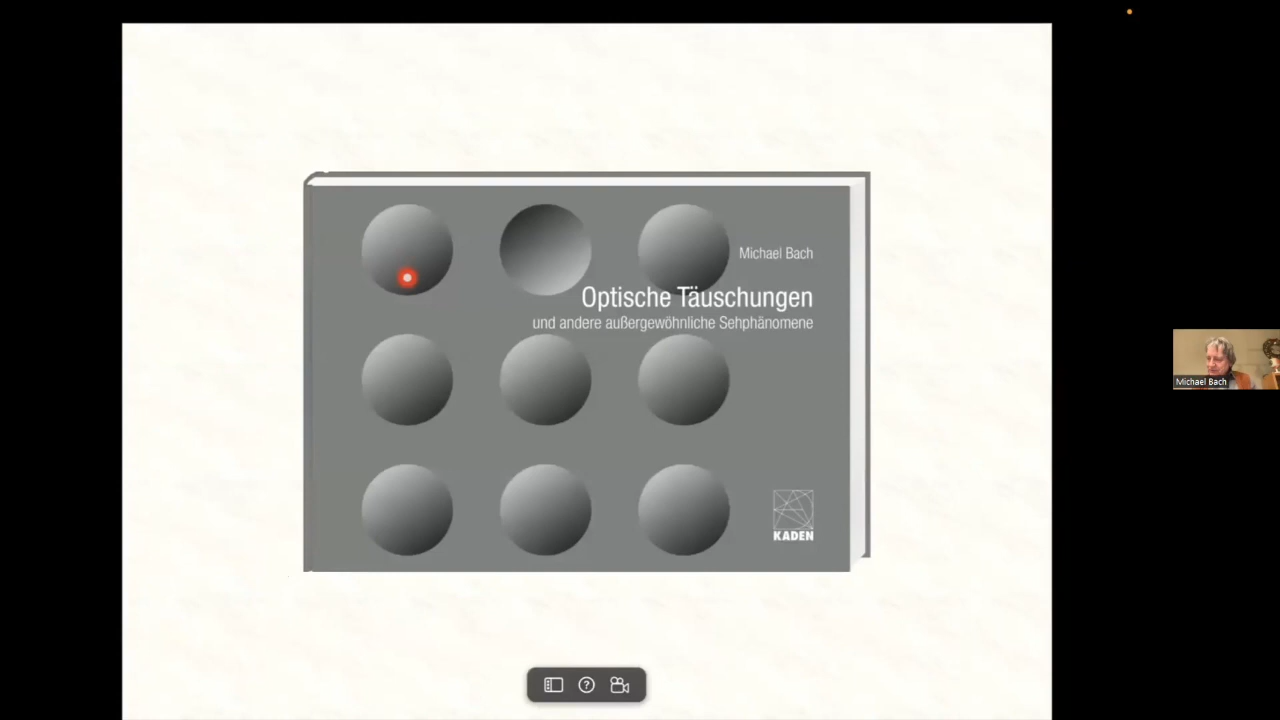 Michael Bach
Optische Täuschungen
und andere außergewöhnliche Sehphänomene
KADEN
Michael Bach